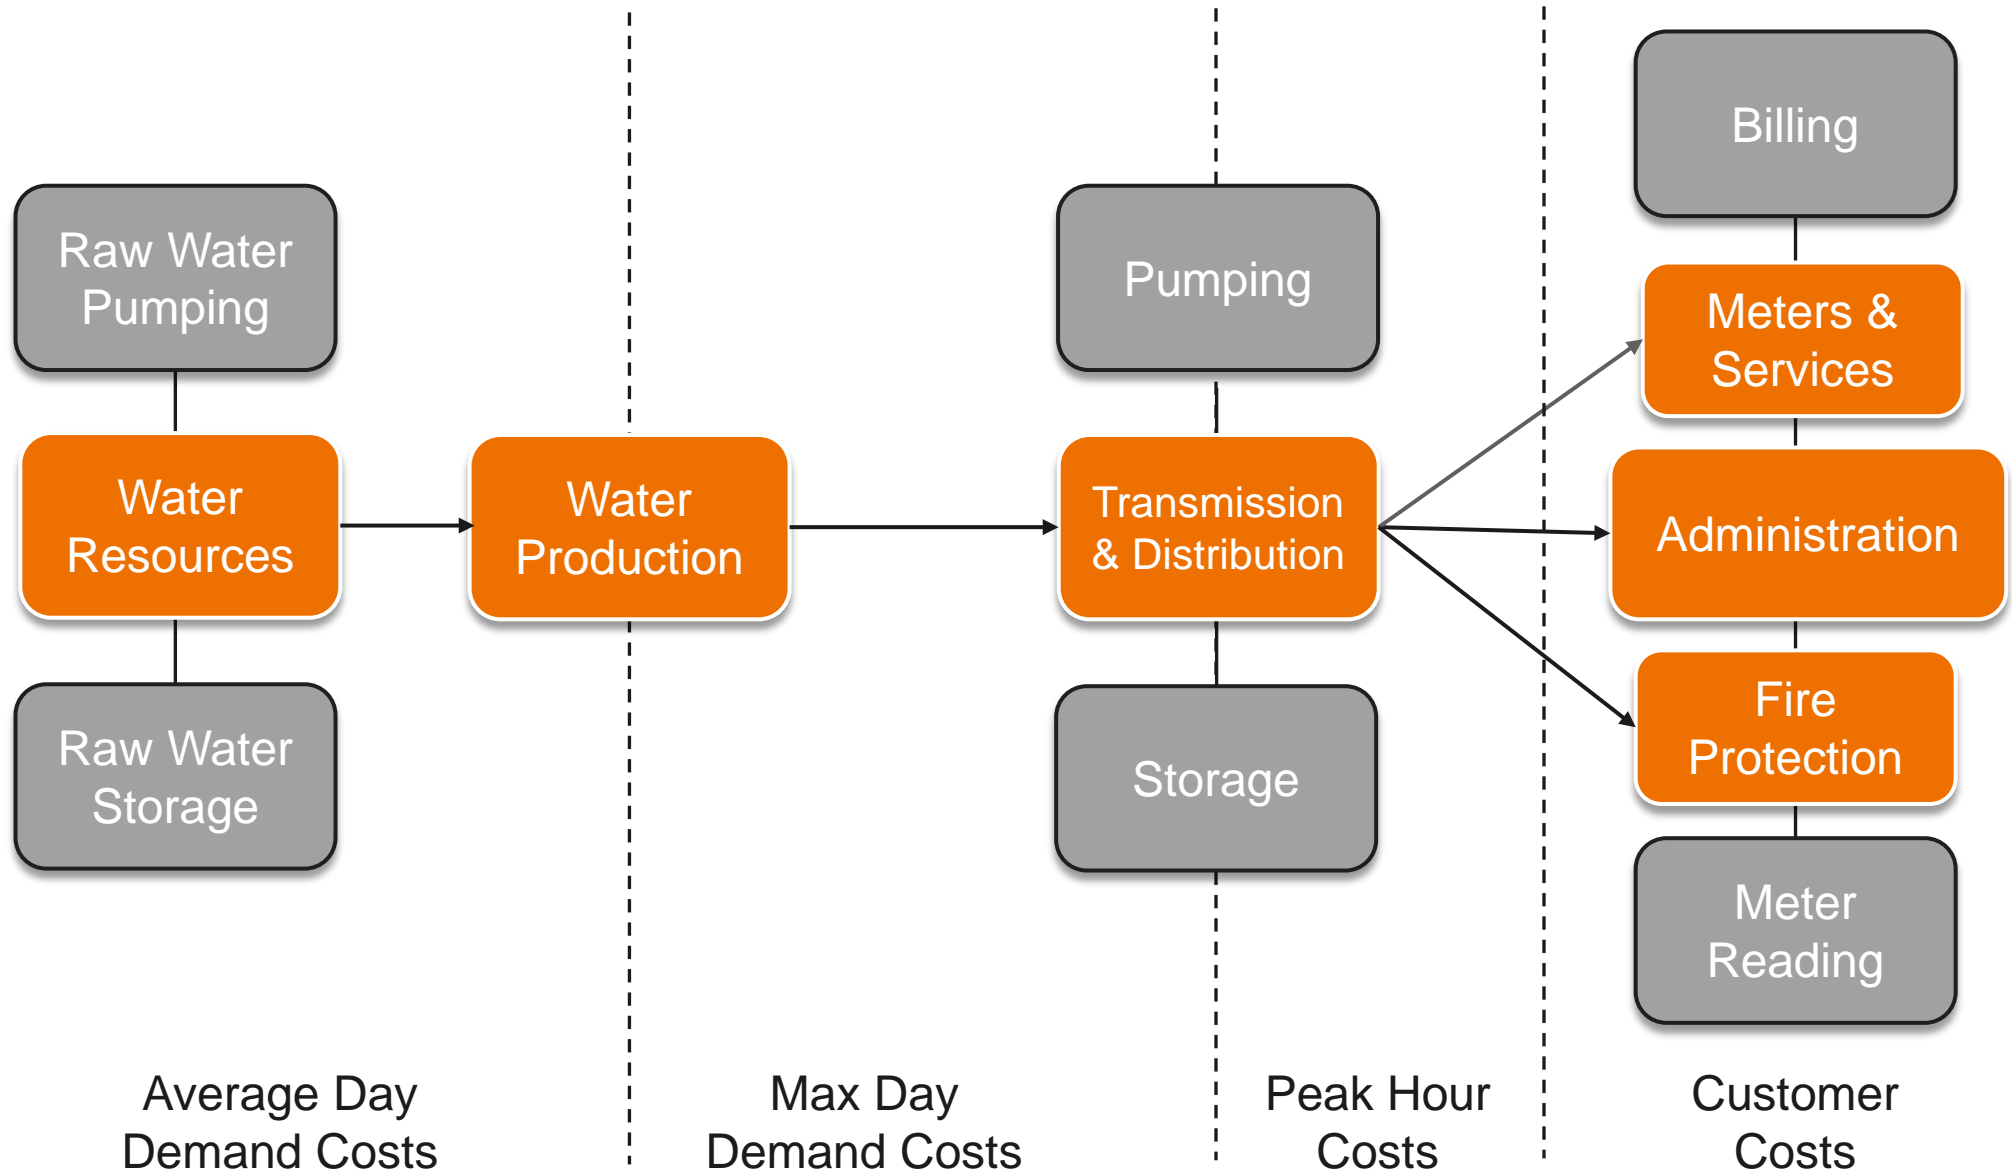 Raw Water
Pumping
Water
Resources
Raw Water
Storage
Water
Production
Pumping
Transmission
& Distribution
Storage
Billing
Meters &
Services
Administration
Fire
Protection
Meter
Reading
Average Day
Demand Costs
Max Day
Demand Costs
Peak Hour
Costs
Customer
Costs